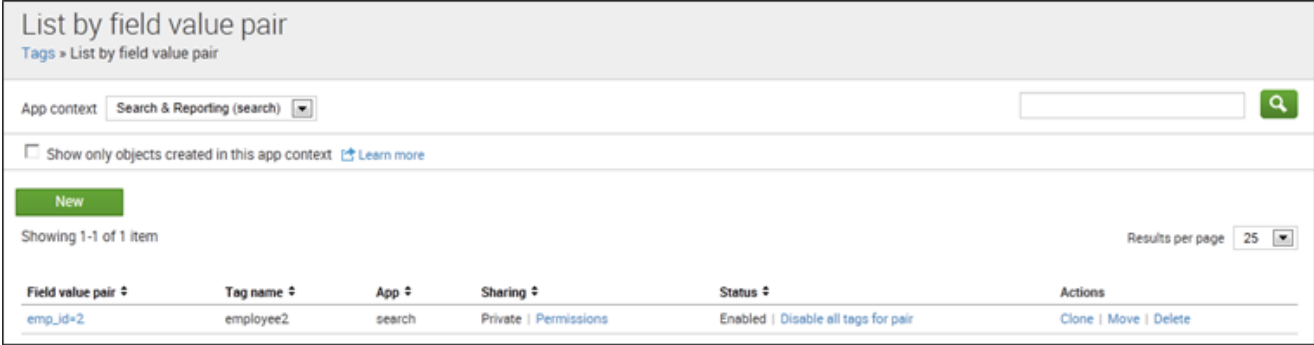 List by field value pair
Tags » List by field value pair
App context Search & Reporting (search)
Show only objects created in this app context Learn more
New
Showing 1-1 of 1 item
Results per page 25
Field value pair Tag name App Sharing Status Actions
emp_id=2 employee2 search Private | Permissions Enabled | Disable all tags for pair Clone | Move | Delete